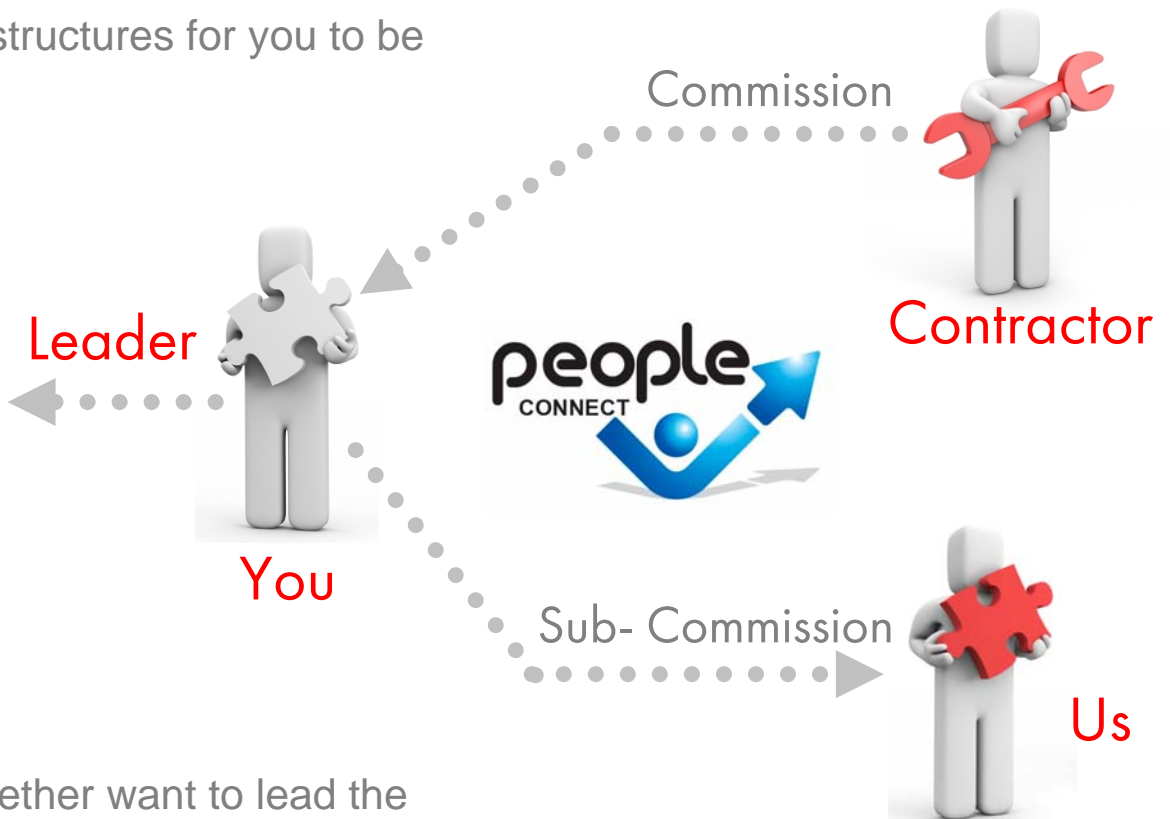 structures for you to be
Commission
Contractor
Leader
people
CONNECT
You
Sub- Commission
Us
ether want to lead the